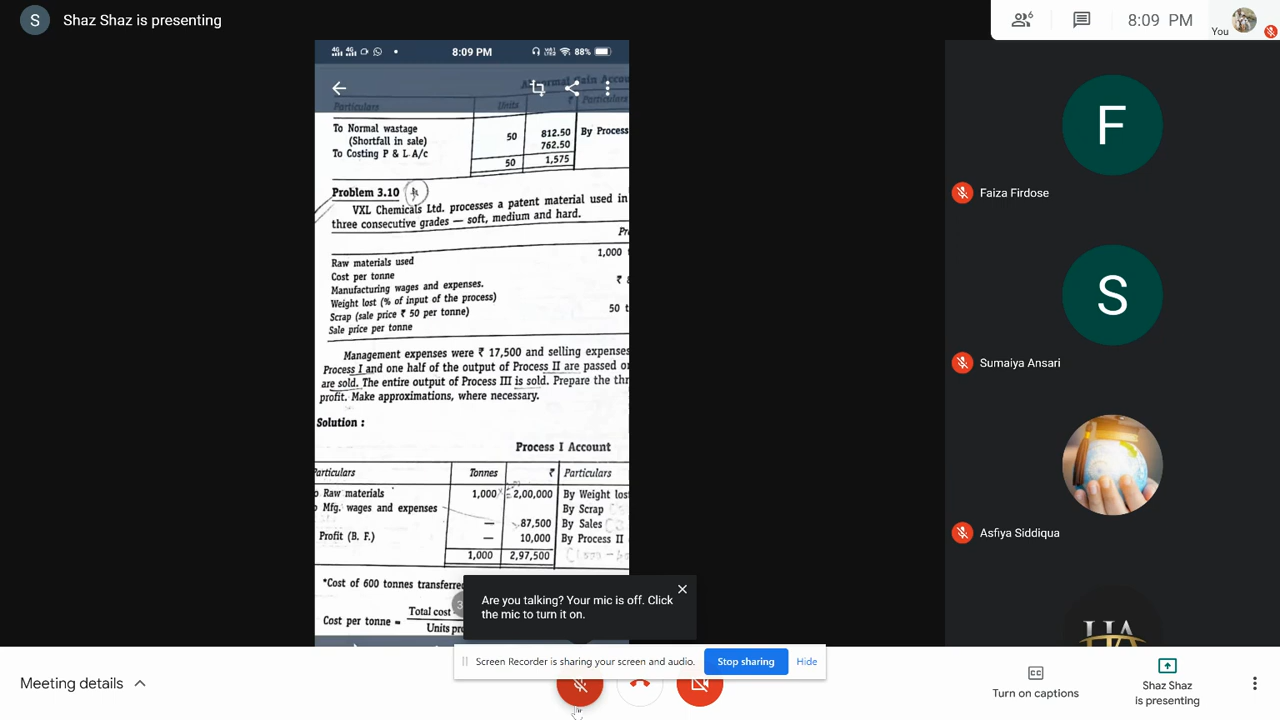 S Shaz Shaz is presenting
6
8:09 PM
You
8:09 PM
88%
Abnormal Gain Accou
Particulars Units ₹ Particulars
To Normal wastage
(Shortfall in sale) 50 812.50 By Process
762.50
To Costing P & L A/c 50 1,575
Problem 3.10
VXL Chemicals Ltd. processes a patent material used in
three consecutive grades — soft, medium and hard.
Pr
Raw materials used 1,000 t
Cost per tonne
Manufacturing wages and expenses. ₹
Weight lost (% of input of the process)
Scrap (sale price ₹ 50 per tonne) 50 t
Sale price per tonne
Management expenses were ₹ 17,500 and selling expenses
Process I and one half of the output of Process II are passed o
are sold. The entire output of Process III is sold. Prepare the thr
profit. Make approximations, where necessary.
Solution :
Process I Account
Particulars Tonnes ₹ Particulars
o Raw materials 1,000 2,00,000 By Weight los
Mfg. wages and expenses By Scrap
— 87,500 By Sales
Profit (B. F.) — 10,000 By Process II
1,000 2,97,500
*Cost of 600 tonnes transferre
Cost per tonne = Total cost
Units pr
3
Are you talking? Your mic is off. Click
the mic to turn it on.
Screen Recorder is sharing your screen and audio. Stop sharing Hide
F
Faiza Firdose
S
Sumaiya Ansari
Asfiya Siddiqua
Meeting details
Turn on captions
Shaz Shaz
is presenting